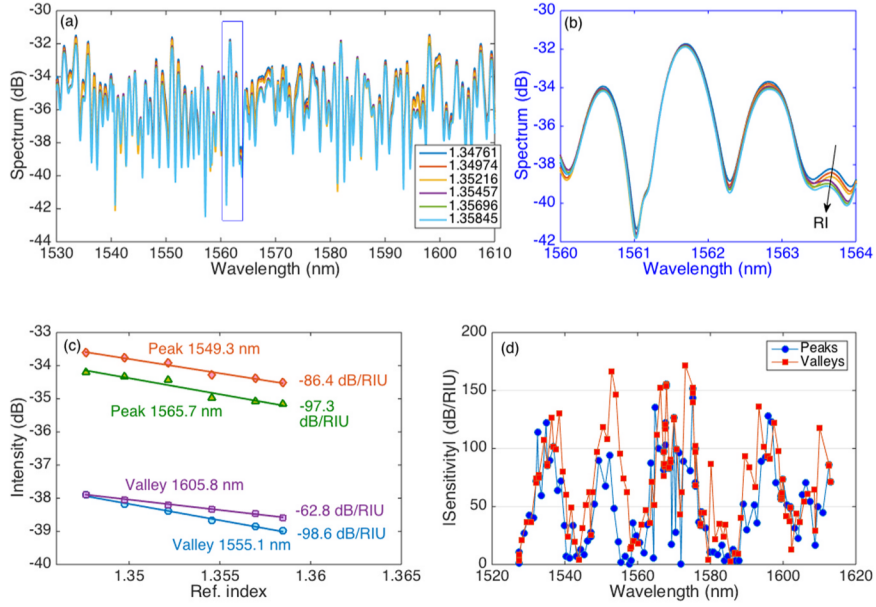 (a)
-30
-32
-34
-36
-38
-40
-42
-44
Spectrum (dB)
1.34761
1.34974
1.35216
1.35457
1.35696
1.35845
1530 1540 1550 1560 1570 1580 1590 1600 1610
Wavelength (nm)
(b)
-30
-32
-34
-36
-38
-40
-42
Spectrum (dB)
RI
1560 1561 1562 1563 1564
Wavelength (nm)
(c)
-33
-34
-35
-36
-37
-38
-39
-40
Intensity (dB)
Peak 1549.3 nm
-86.4 dB/RIU
Peak 1565.7 nm
-97.3
dB/RIU
Valley 1605.8 nm
-62.8 dB/RIU
Valley 1555.1 nm
-98.6 dB/RIU
1.35 1.355 1.36 1.365
Ref. index
(d)
200
150
100
50
0
|Sensitivity| (dB/RIU)
Peaks
Valleys
1520 1540 1560 1580 1600 1620
Wavelength (nm)